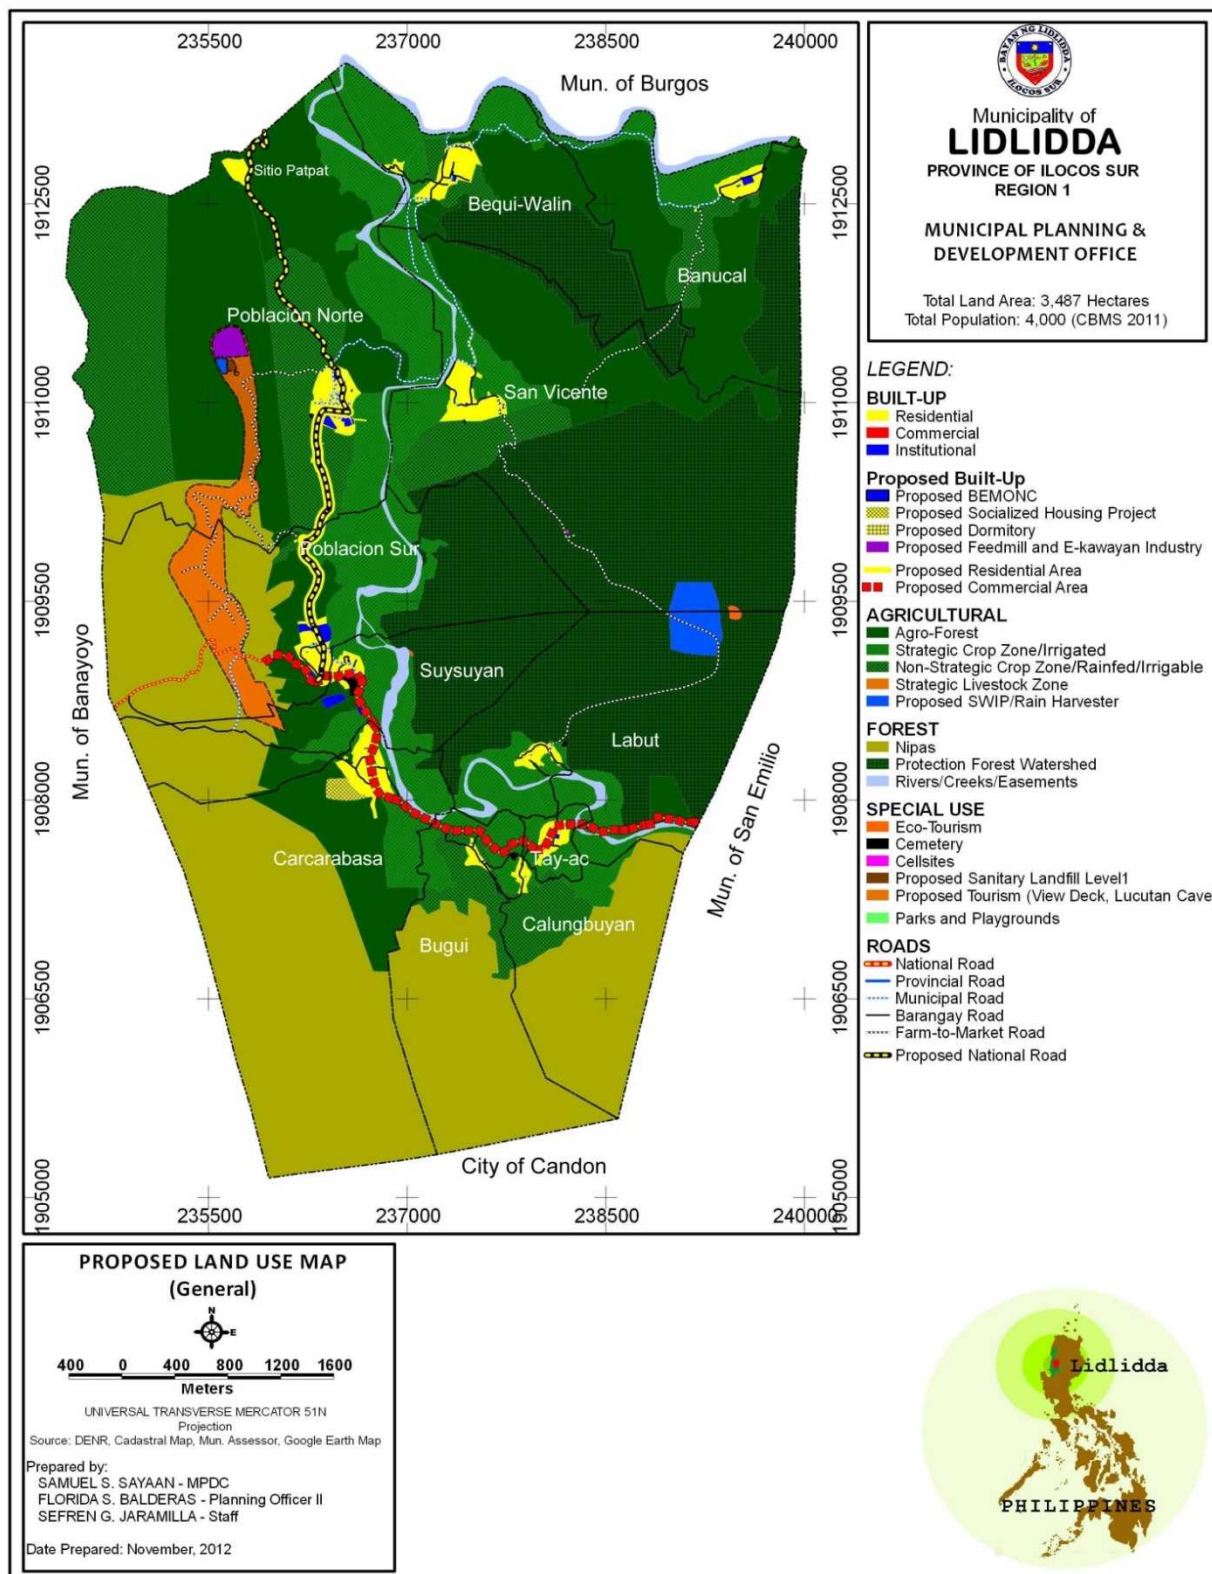 235500
237000
238500
240000
Mun. of Burgos
Sitio Patpat
Bequi-Walin
Banucal
Poblacion Norte
San Vicente
Poblacion Sur
Suysuyan
Labut
Carcarabasa
Tay-ac
Calungbuyan
Bugui
Mun. of Banayoyo
Mun. of San Emilio
City of Candon
1912500
1911000
1909500
1908000
1906500
1905000
1912500
1911000
1909500
1908000
1906500
1905000
235500
237000
238500
240000
BAYAN NG LIDLIDDA
ILOCOS SUR
Municipality of
LIDLIDDA
PROVINCE OF ILOCOS SUR
REGION 1
MUNICIPAL PLANNING &
DEVELOPMENT OFFICE
Total Land Area: 3,487 Hectares
Total Population: 4,000 (CBMS 2011)
LEGEND:
BUILT-UP
Residential
Commercial
Institutional
Proposed Built-Up
Proposed BEMONC
Proposed Socialized Housing Project
Proposed Dormitory
Proposed Feedmill and E-kawayan Industry
Proposed Residential Area
Proposed Commercial Area
AGRICULTURAL
Agro-Forest
Strategic Crop Zone/Irrigated
Non-Strategic Crop Zone/Rainfed/Irrigable
Strategic Livestock Zone
Proposed SWIP/Rain Harvester
FOREST
Nipas
Protection Forest Watershed
Rivers/Creeks/Easements
SPECIAL USE
Eco-Tourism
Cemetery
Cellsites
Proposed Sanitary Landfill Level1
Proposed Tourism (View Deck, Lucutan Cave
Parks and Playgrounds
ROADS
National Road
Provincial Road
Municipal Road
Barangay Road
Farm-to-Market Road
Proposed National Road
PROPOSED LAND USE MAP
(General)
N
E
400 0 400 800 1200 1600
Meters
UNIVERSAL TRANSVERSE MERCATOR 51N
Projection
Source: DENR, Cadastral Map, Mun. Assessor, Google Earth Map
Prepared by:
SAMUEL S. SAYAAN - MPDC
FLORIDA S. BALDERAS - Planning Officer II
SEFREN G. JARAMILLA - Staff
Date Prepared: November, 2012
Lidlidda
PHILIPPINES